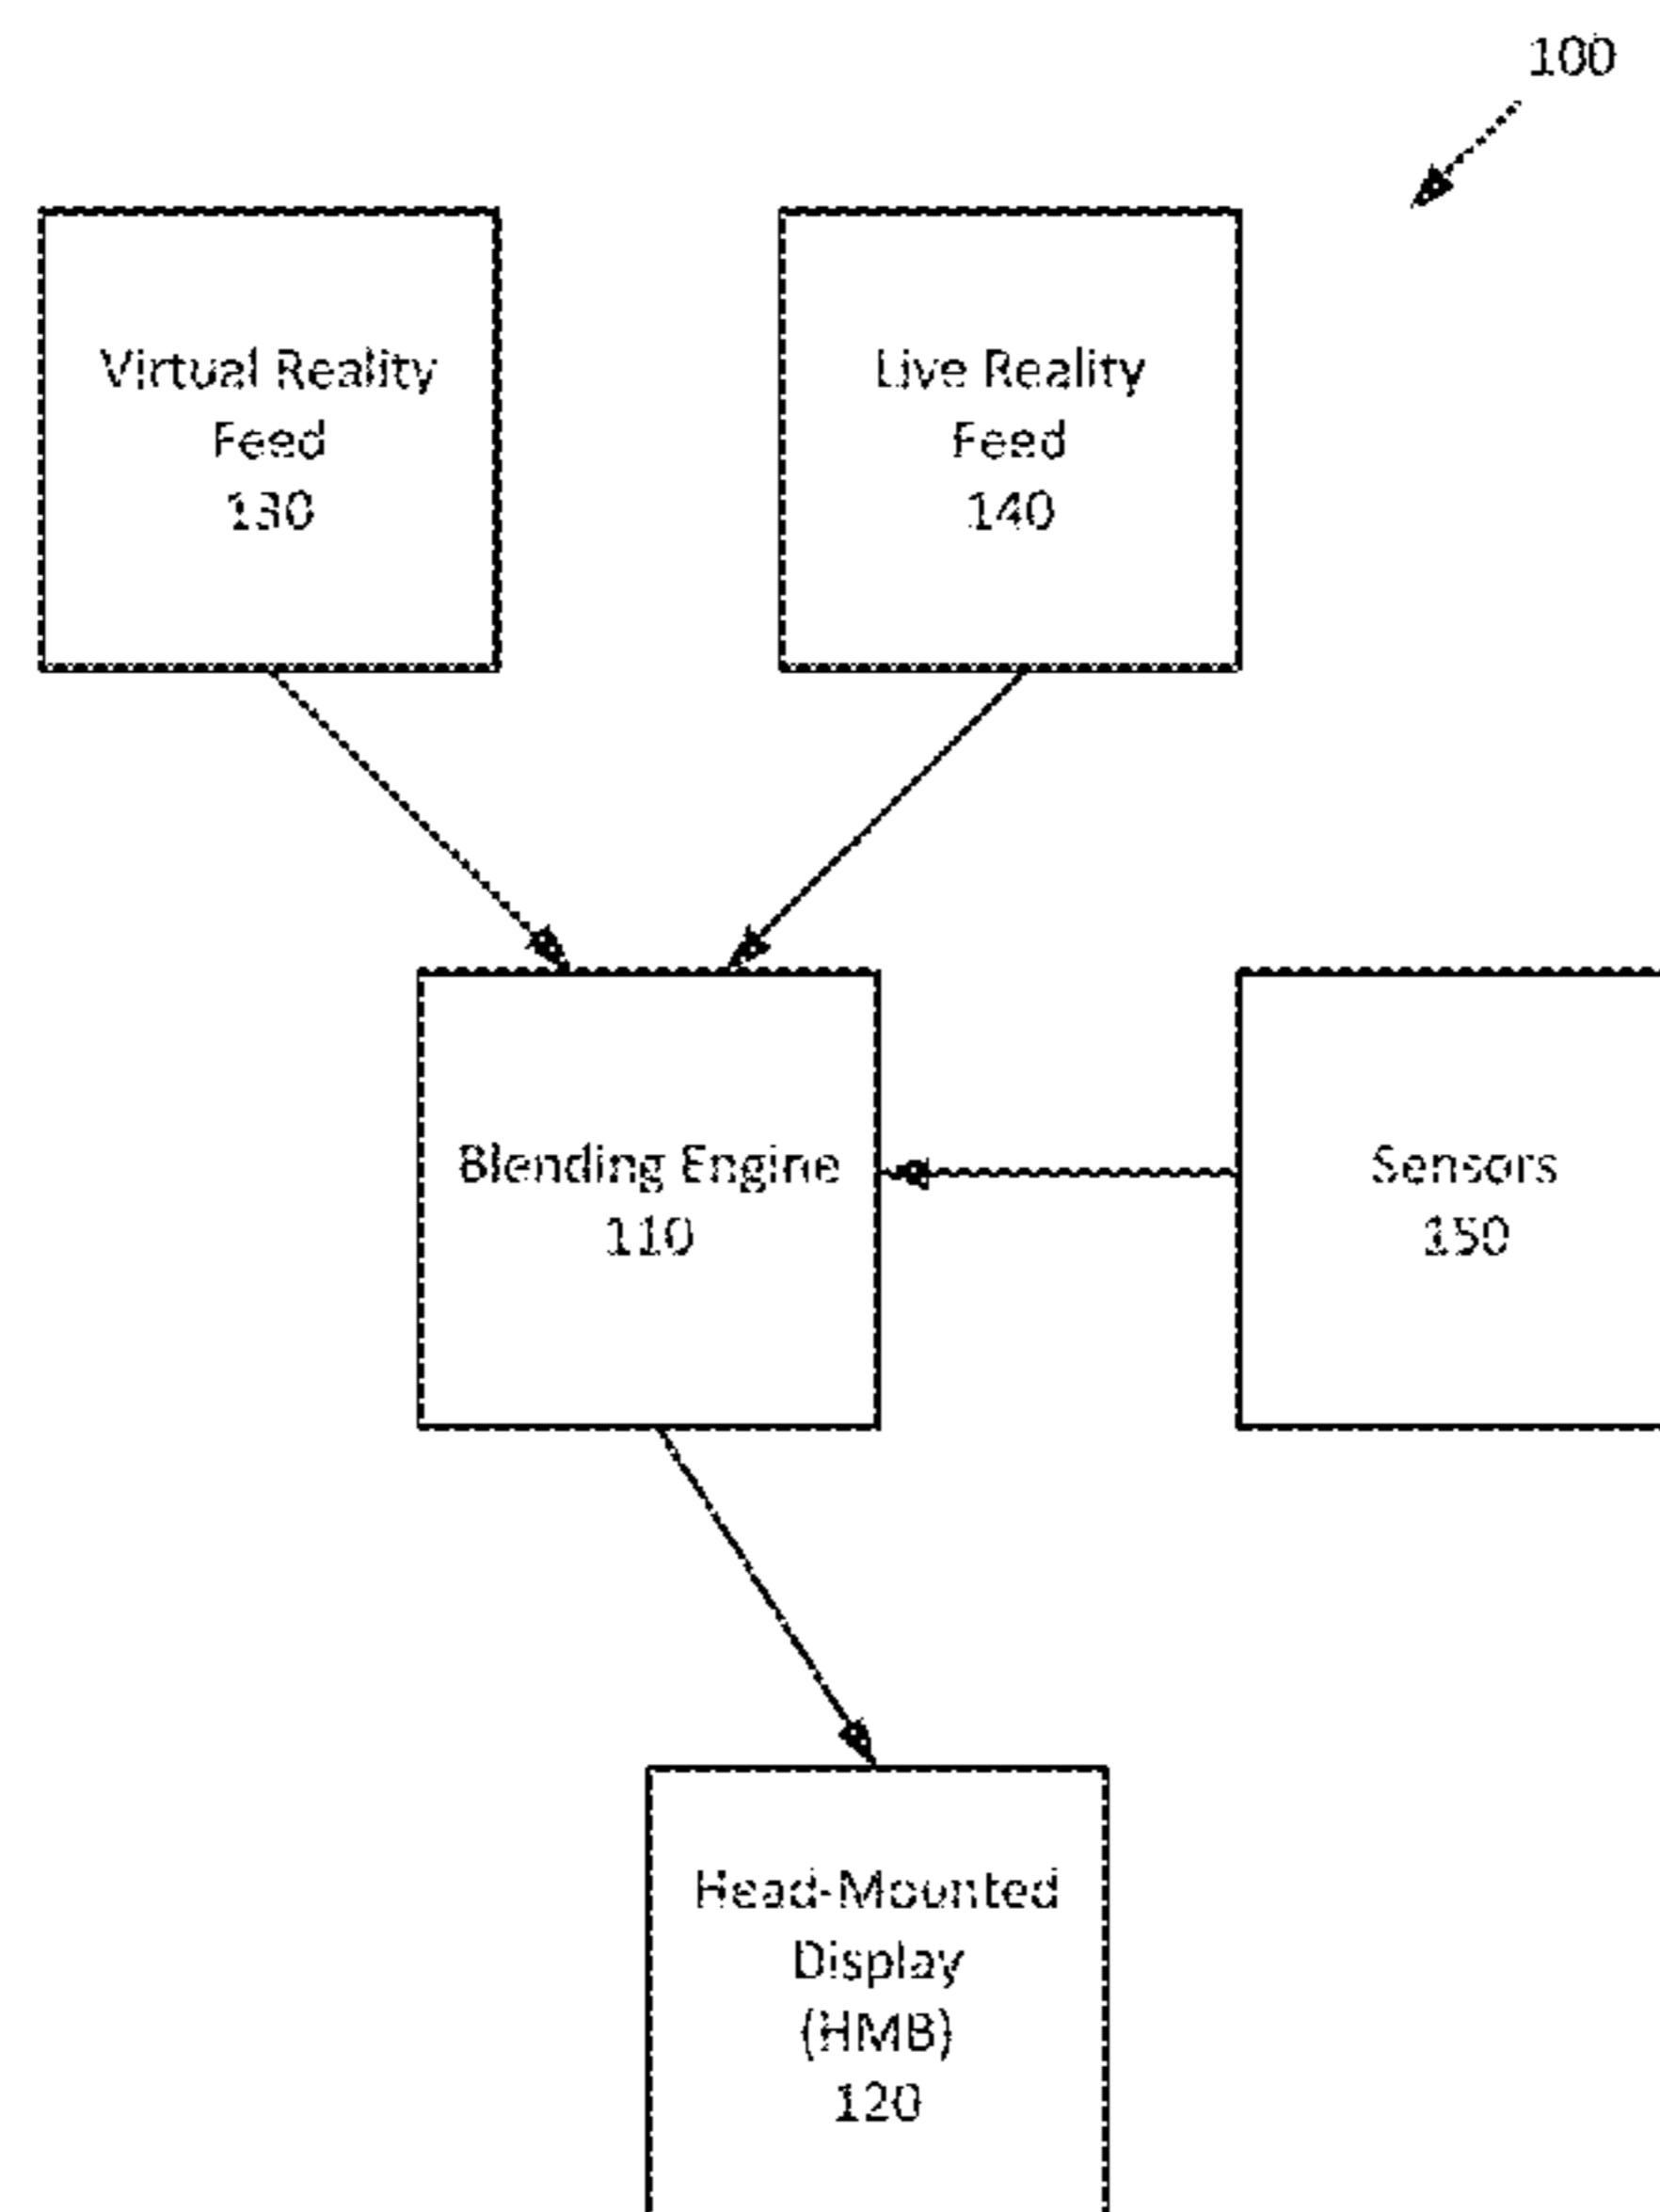 100
Virtual Reality
Feed
130
Live Reality
Feed
140
Blending Engine
110
Sensors
150
Head-Mounted
Display
(HMB)
120